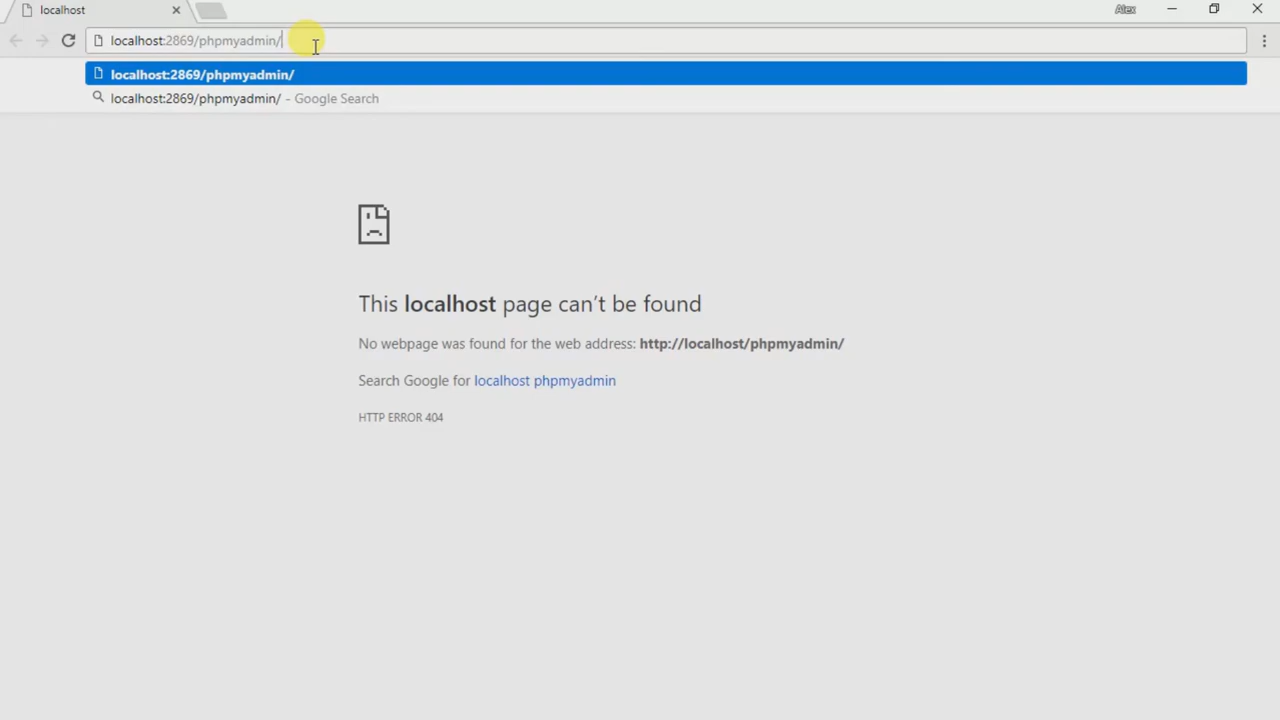 localhost
Alex
localhost:2869/phpmyadmin/
localhost:2869/phpmyadmin/
localhost:2869/phpmyadmin/ - Google Search
This localhost page can’t be found
No webpage was found for the web address: http://localhost/phpmyadmin/
Search Google for localhost phpmyadmin
HTTP ERROR 404